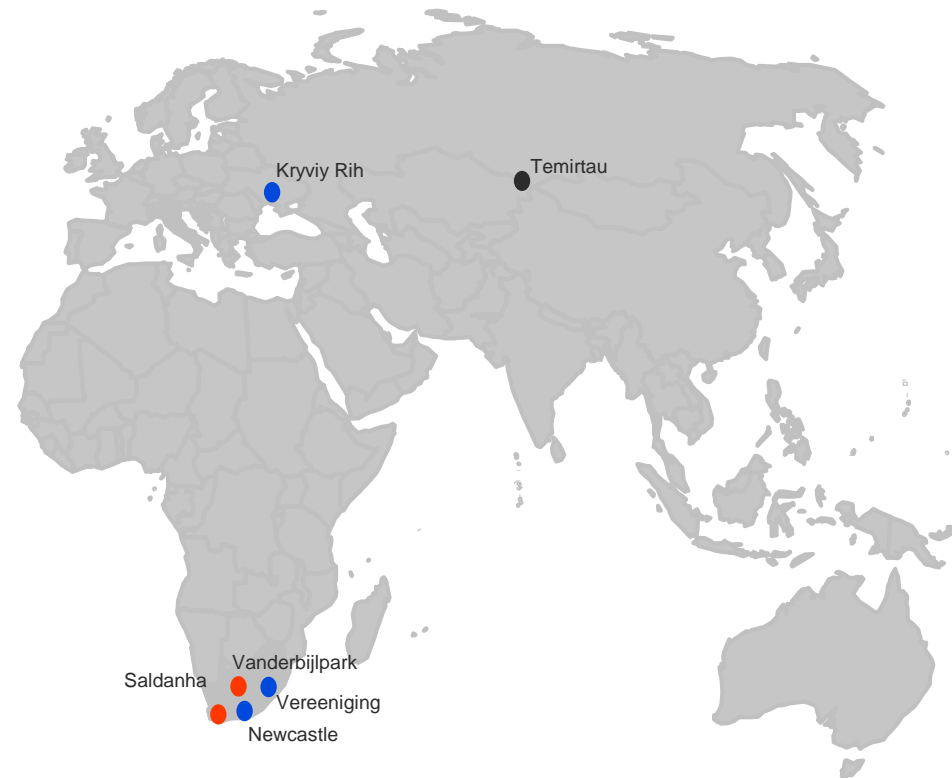 Temirtau
Kryviy Rih
Vanderbijlpark
Saldanha
Vereeniging
Newcastle